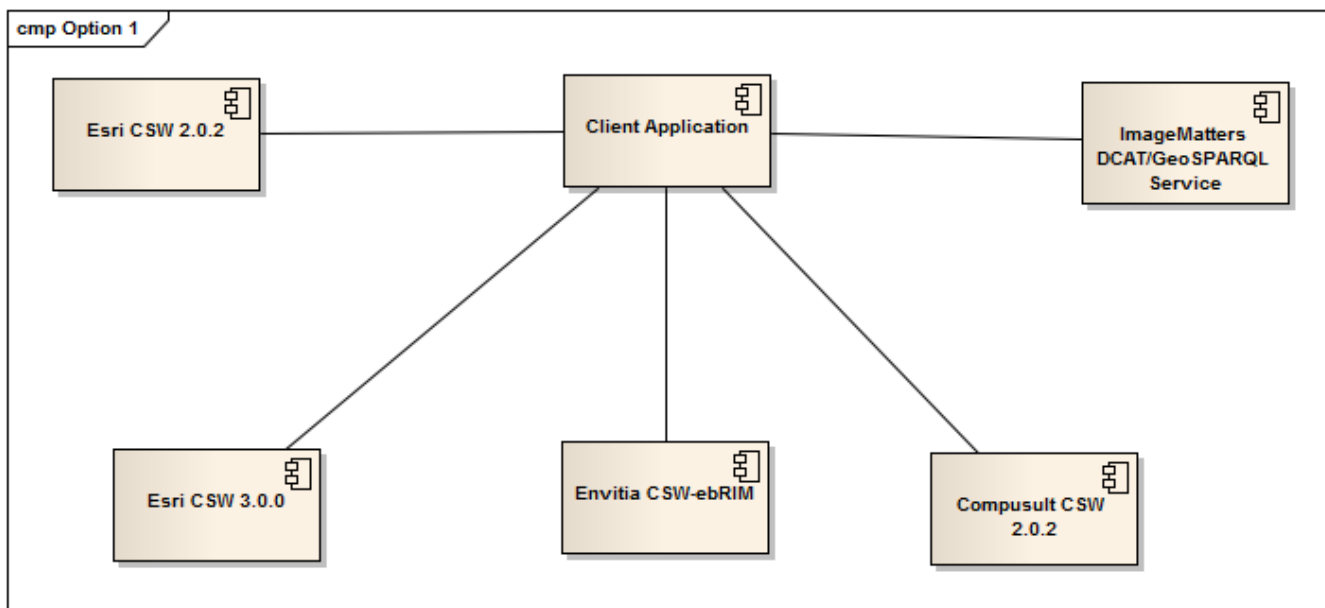 cmp Option 1
Esri CSW 2.0.2
Client Application
ImageMatters
DCAT/GeoSPARQL
Service
Esri CSW 3.0.0
Envitia CSW-ebRIM
Compusult CSW
2.0.2